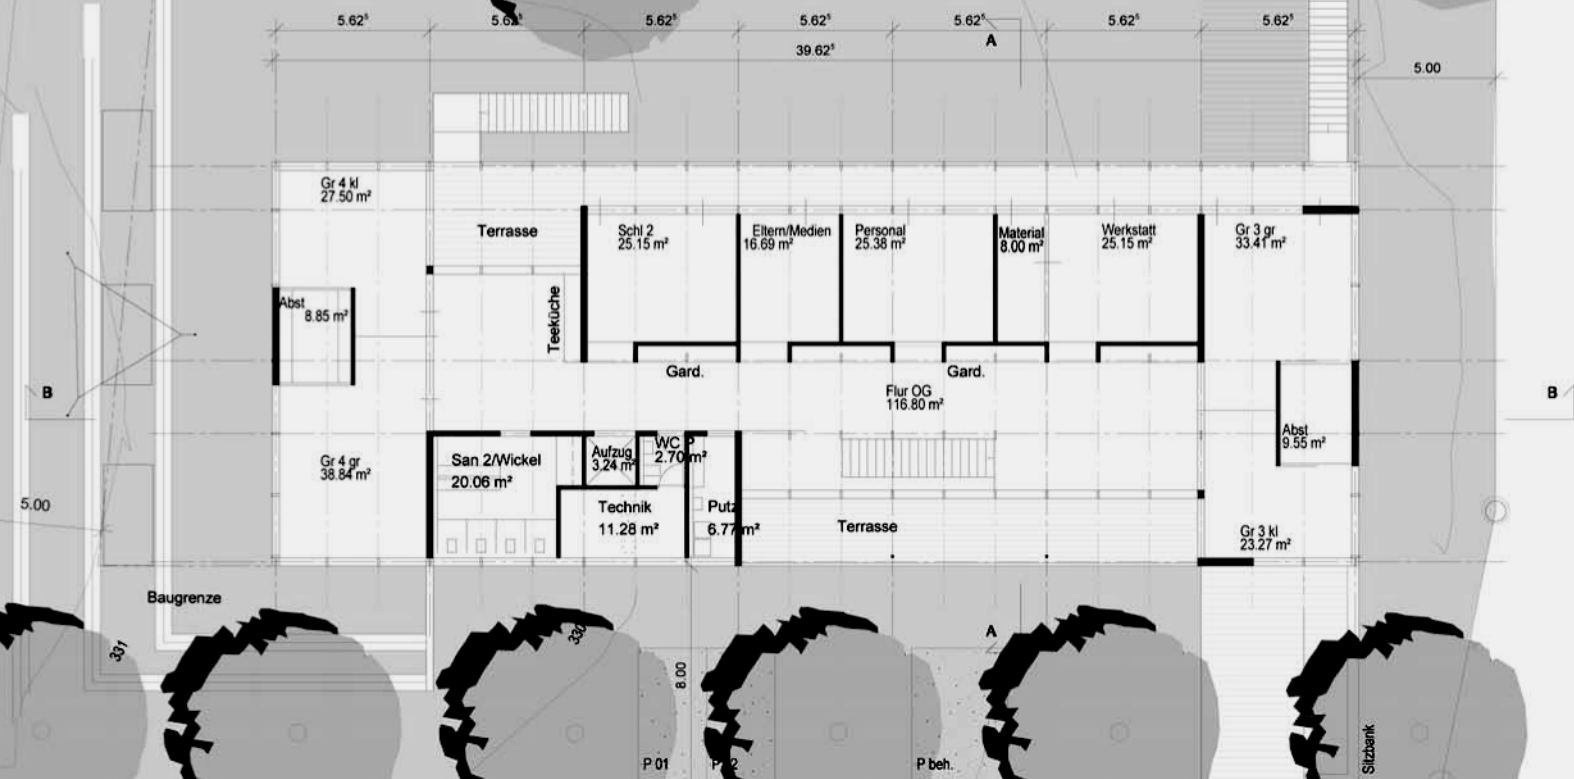 5.62⁵ 5.62⁵ 5.62⁵ 5.62⁵ 5.62⁵ 5.62⁵ 5.62⁵
A
39.62⁵
5.00
Gr 4 kl
27.50 m²
Terrasse
Schl 2
25.15 m²
Eltern/Medien
16.69 m²
Personal
25.38 m²
Material
8.00 m²
Werkstatt
25.15 m²
Gr 3 gr
33.41 m²
Abst
8.85 m²
Teeküche
Gard.
Gard.
Flur OG
116.80 m²
B
B
Abst
9.55 m²
Gr 4 gr
38.84 m²
San 2/Wickel
20.06 m²
Aufzug
3.24 m²
WC P
2.70 m²
Technik
11.28 m²
Putz
6.77 m²
Terrasse
Gr 3 kl
23.27 m²
5.00
Baugrenze
331
330
A
8.00
P 01
P beh.
Sitzbank